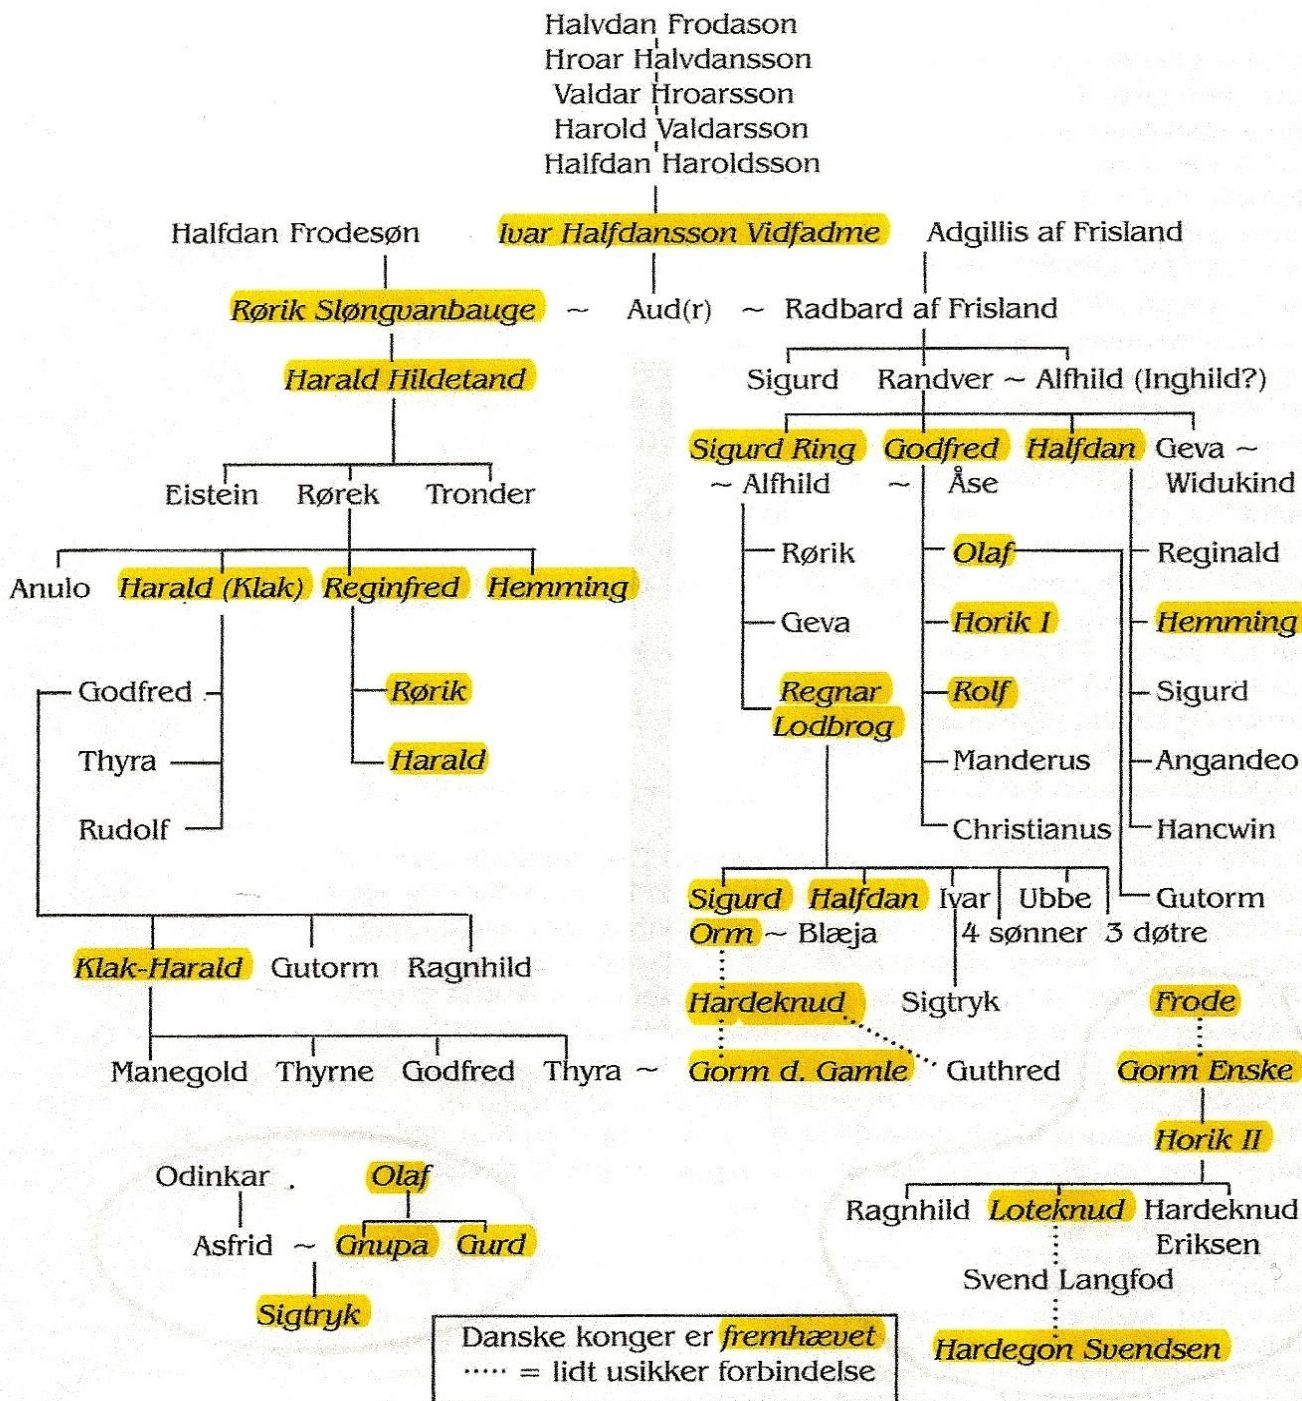 Halvdan Frodason
Hroar Halvdansson
Valdar Hroarsson
Harold Valdarsson
Halfdan Haroldsson
Halfdan Frodesøn Ivar Halfdansson Vidfadme Adgillis af Frisland
Rørik Sløngvanbauge ~ Aud(r) ~ Radbard af Frisland
Harald Hildetand
Sigurd Randver ~ Alfhild (Inghild?)
Sigurd Ring Godfred Halfdan Geva ~
~ Alfhild ~ Åse Widukind
Eistein Rørek Tronder
Rørik Olaf Reginald
Anulo Harald (Klak) Reginfred Hemming
Geva Horik I Hemming
Godfred Rørik Regnar Rolf Sigurd
Lodbrog
Thyra Harald Manderus Angandeo
Rudolf Christianus Hancwin
Sigurd Halfdan Ivar Ubbe Gutorm
Orm ~ Blæja 4 sønner 3 døtre
Klak-Harald Gutorm Ragnhild
Hardeknud Sigtryk Frode
Manegold Thyrne Godfred Thyra ~ Gorm d. Gamle Guthred Gorm Enske
Horik II
Odinkar . Olaf
Ragnhild Loteknud Hardeknud
Eriksen
Asfrid ~ Gnupa Gurd
Svend Langfod
Sigtryk
Hardegon Svendsen
Danske konger er fremhævet
..... = lidt usikker forbindelse